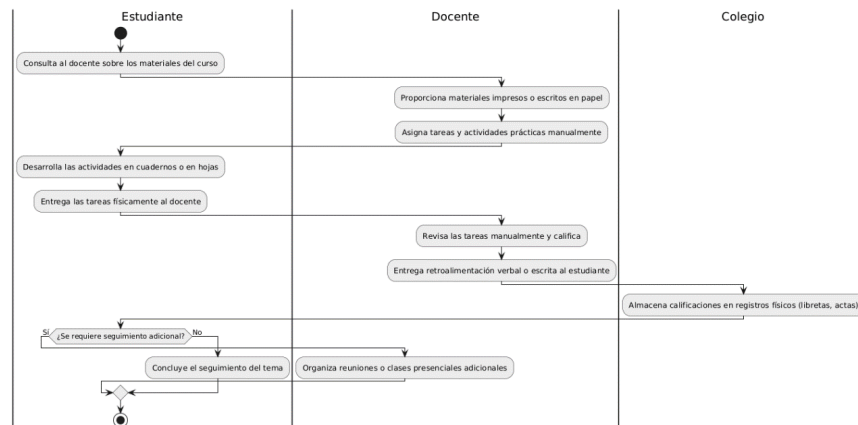 Estudiante
Docente
Colegio
Consulta al docente sobre los materiales del curso
Proporciona materiales impresos o escritos en papel
Asigna tareas y actividades prácticas manualmente
Desarrolla las actividades en cuadernos o en hojas
Entrega las tareas físicamente al docente
Revisa las tareas manualmente y califica
Entrega retroalimentación verbal o escrita al estudiante
Almacena calificaciones en registros físicos (libretas, actas)
Sí
¿Se requiere seguimiento adicional?
No
Concluye el seguimiento del tema
Organiza reuniones o clases presenciales adicionales